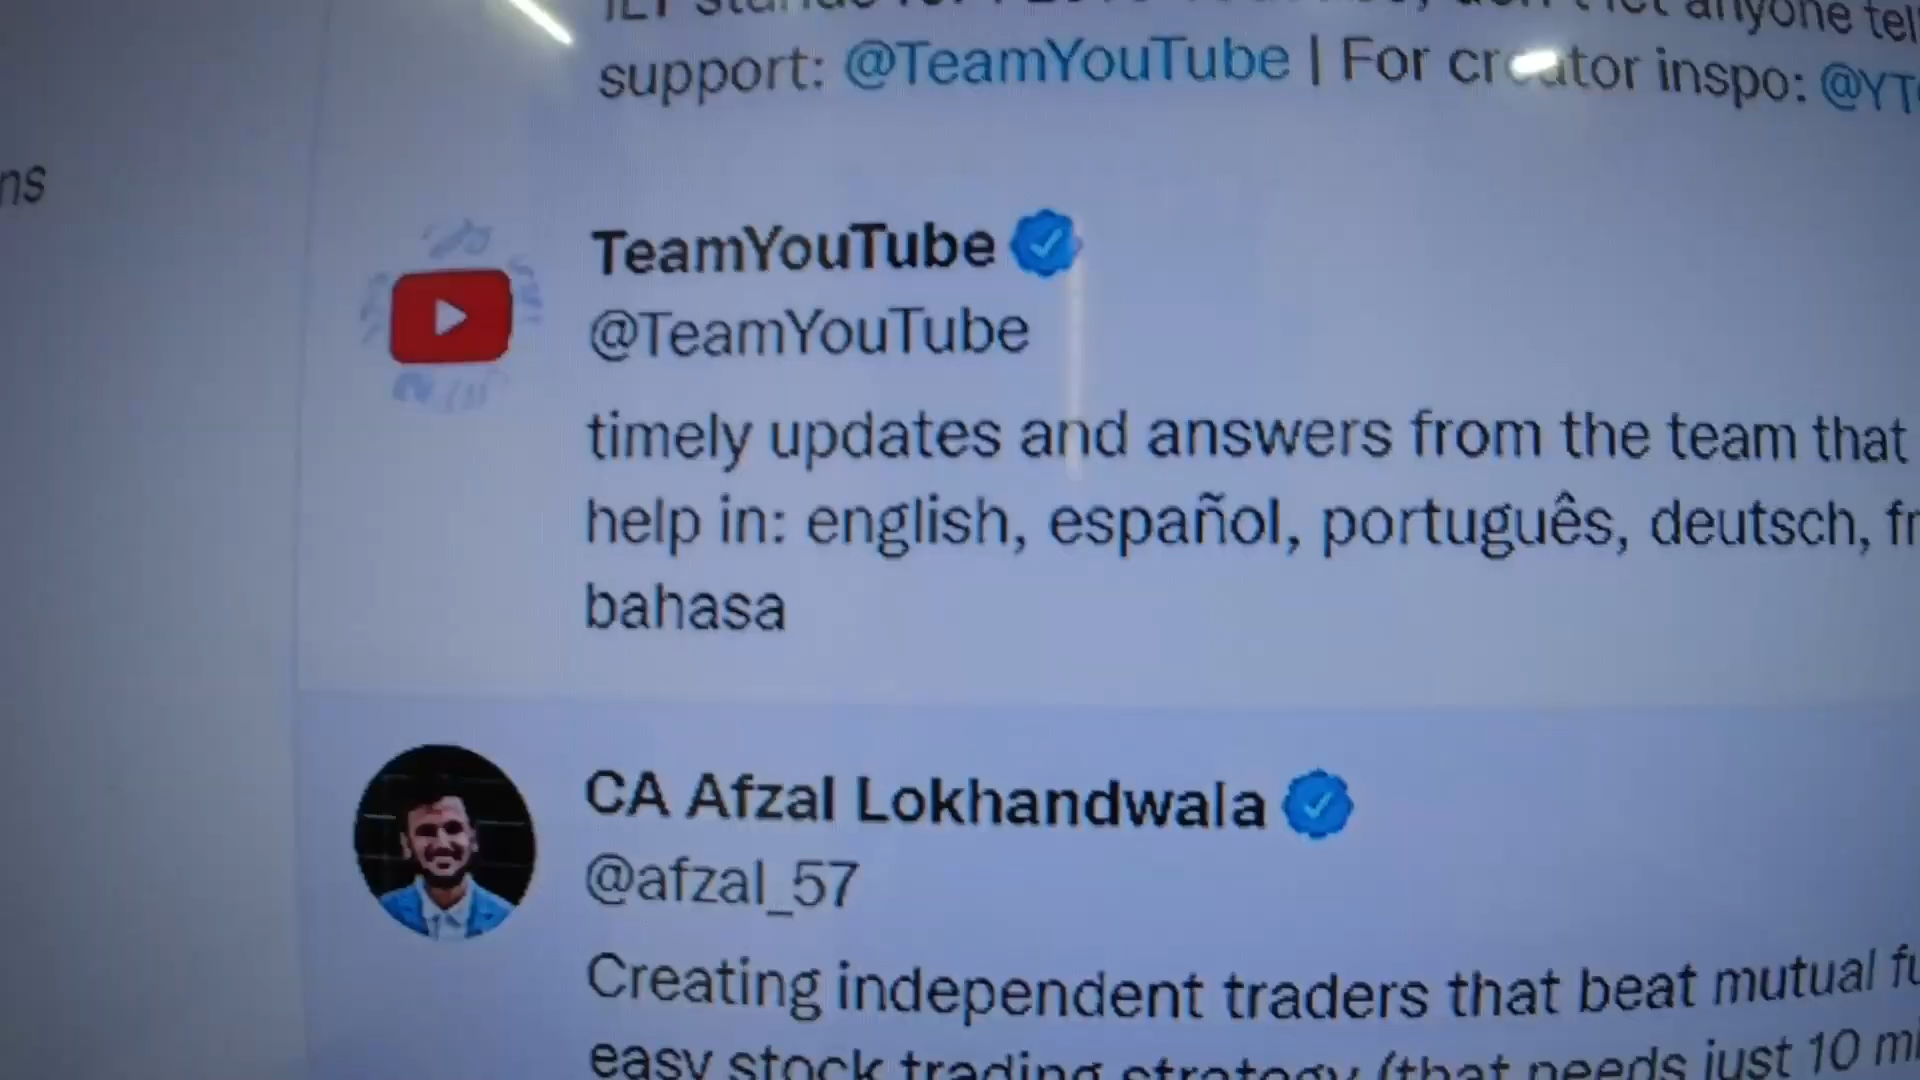 support: @TeamYouTube | For creator inspo: @YT
ns
TeamYouTube
@TeamYouTube
timely updates and answers from the team that
help in: english, español, português, deutsch, fr
bahasa
CA Afzal Lokhandwala
@afzal_57
Creating independent traders that beat mutual fu
easy stock trading strategy (that needs just 10 mi